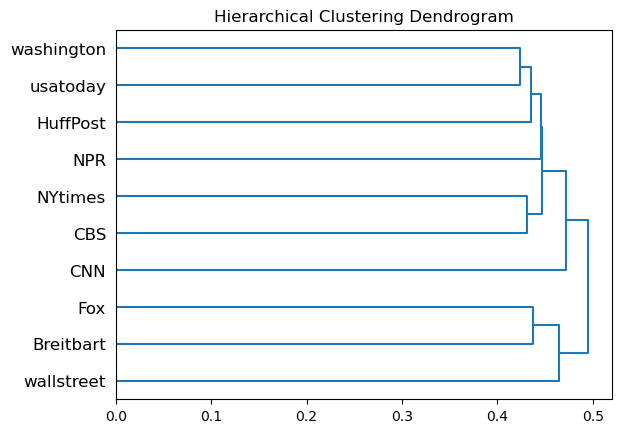 Hierarchical Clustering Dendrogram
washington
usatoday
HuffPost
NPR
NYtimes
CBS
CNN
Fox
Breitbart
wallstreet
0.0 0.1 0.2 0.3 0.4 0.5